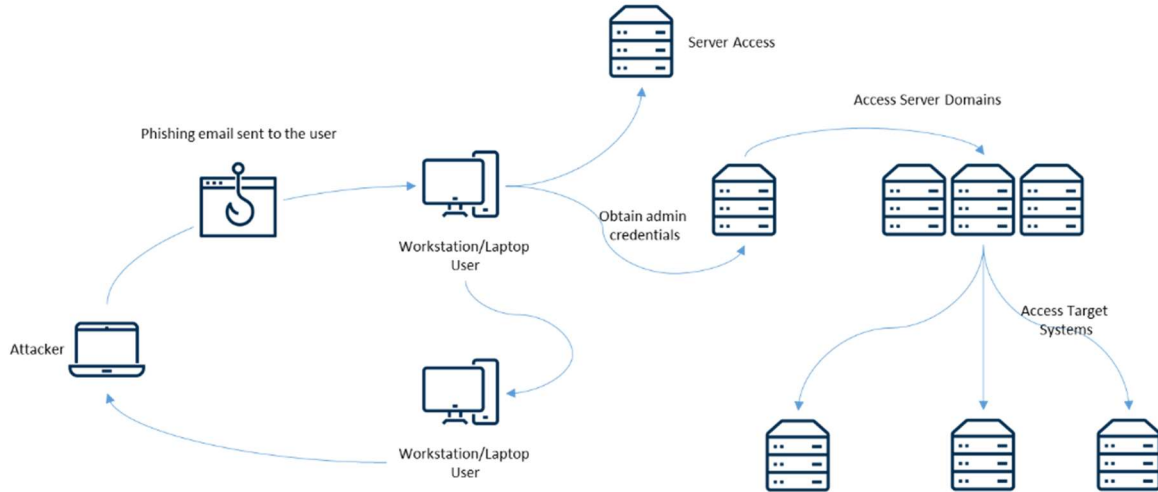 Server Access
Access Server Domains
Phishing email sent to the user
Obtain admin
credentials
Workstation/Laptop
User
Access Target
Systems
Attacker
Workstation/Laptop
User